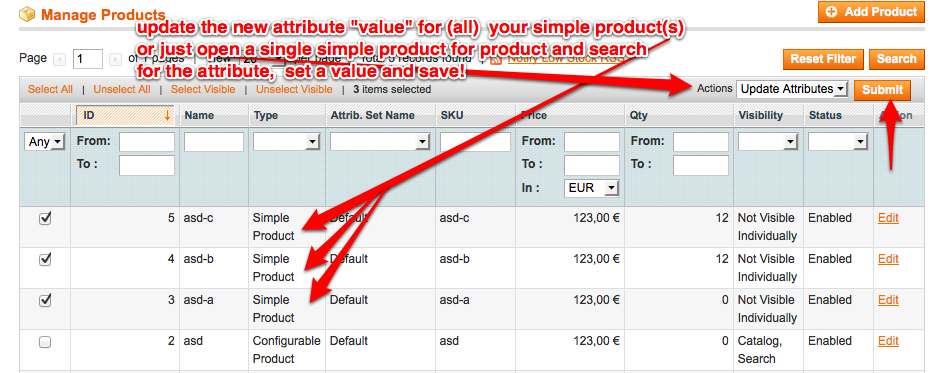 Manage Products
Add Product
update the new attribute "value" for (all) your simple product(s)
or just open a single simple product for product and search
for the attribute, set a value and save!
Page 1 of 1 pages | View 20 per page | Total 5 records found | Notify Low Stock RSS
Reset Filter Search
Select All | Unselect All | Select Visible | Unselect Visible | 3 items selected
Actions Update Attributes Submit
ID Name Type Attrib. Set Name SKU Price Qty Visibility Status Action
Any From: From: From:
To : To : To :
In : EUR
5 asd-c Simple Product Default asd-c 123,00 € 12 Not Visible Individually Enabled Edit
4 asd-b Simple Product Default asd-b 123,00 € 12 Not Visible Individually Enabled Edit
3 asd-a Simple Product Default asd-a 123,00 € 0 Not Visible Individually Enabled Edit
2 asd Configurable Product Default asd 123,00 € 0 Catalog, Search Enabled Edit